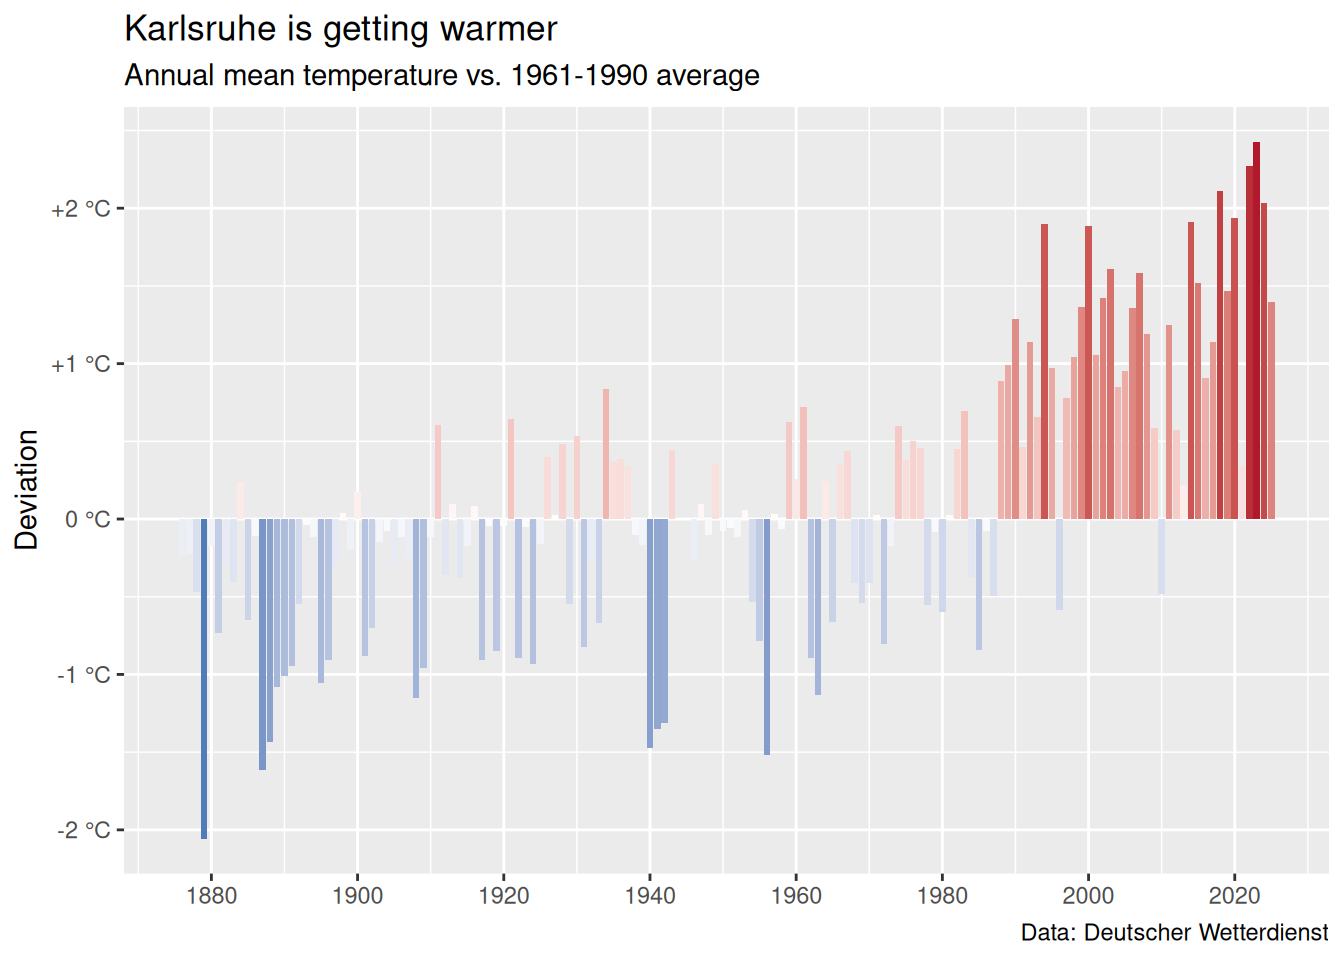 Karlsruhe is getting warmer
Annual mean temperature vs. 1961-1990 average
Deviation
+2 °C
+1 °C
0 °C
-1 °C
-2 °C
1880 1900 1920 1940 1960 1980 2000 2020
Data: Deutscher Wetterdienst